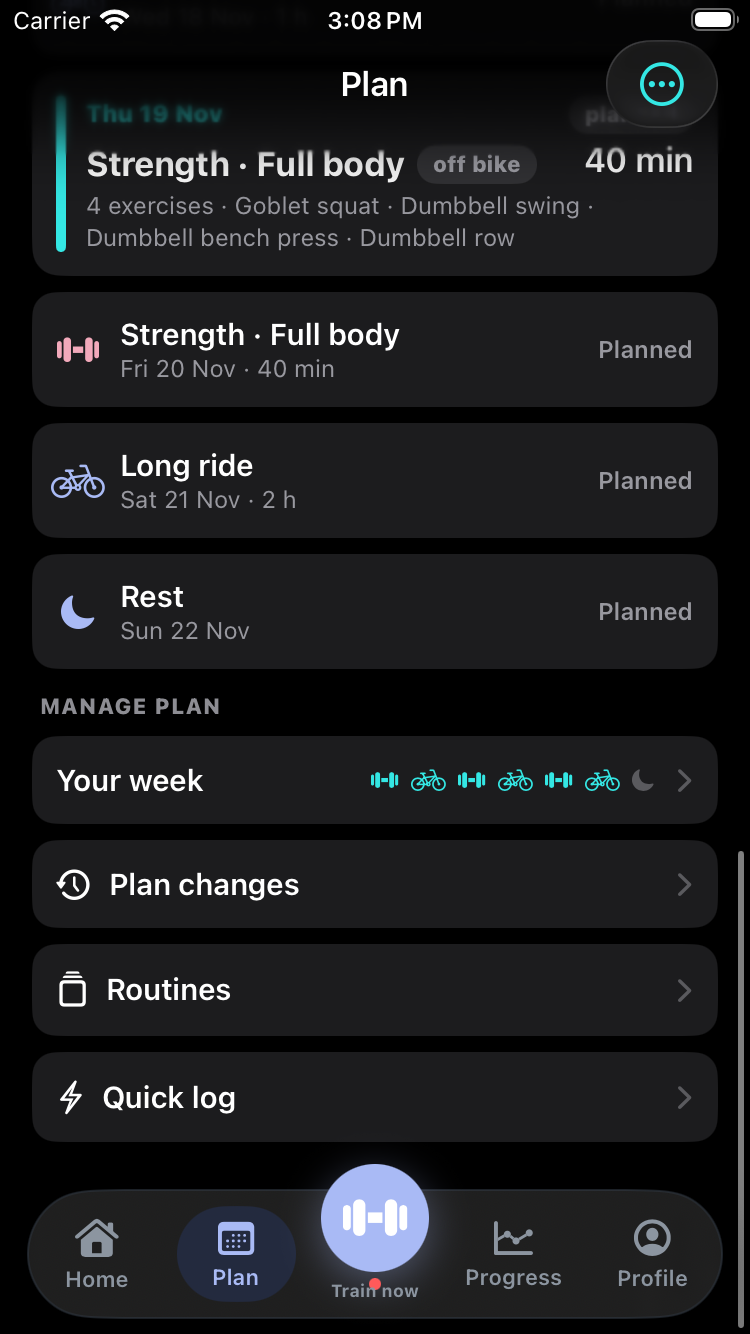 Carrier
3:08 PM
Plan
Thu 19 Nov
Strength · Full body
off bike
40 min
4 exercises · Goblet squat · Dumbbell swing ·
Dumbbell bench press · Dumbbell row
Strength · Full body
Fri 20 Nov · 40 min
Planned
Long ride
Sat 21 Nov · 2 h
Planned
Rest
Sun 22 Nov
Planned
MANAGE PLAN
Your week
Plan changes
Routines
Quick log
Home
Plan
Train now
Progress
Profile